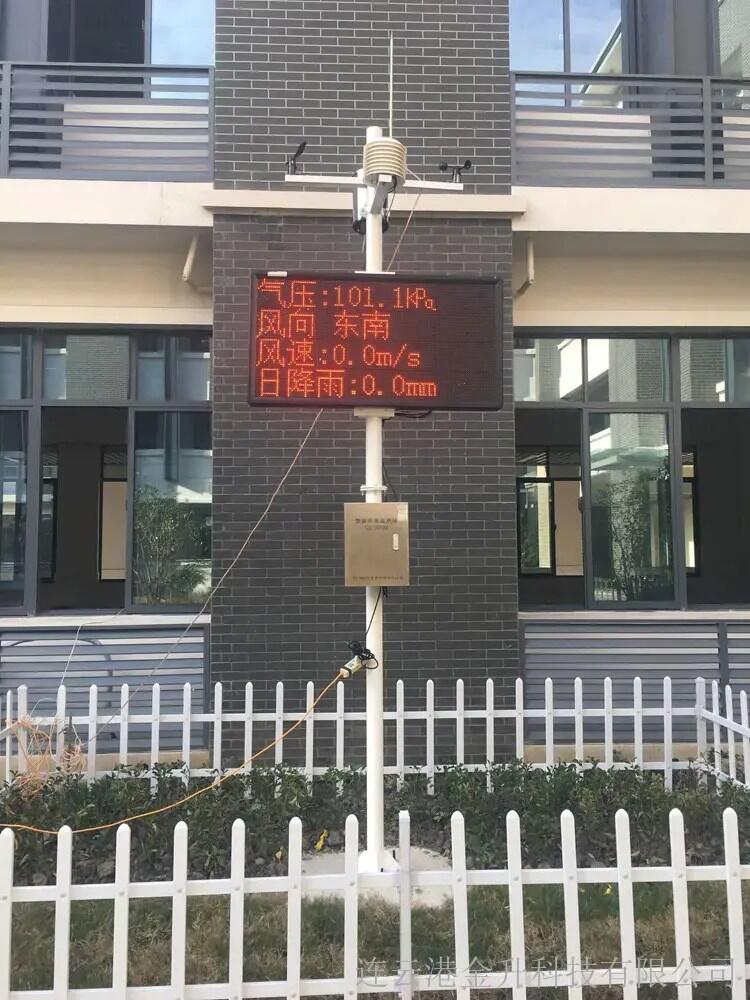 气压:101.1KPa
风向 东南
风速:0.0m/s
日降雨:0.0mm
连云港金升科技有限公司